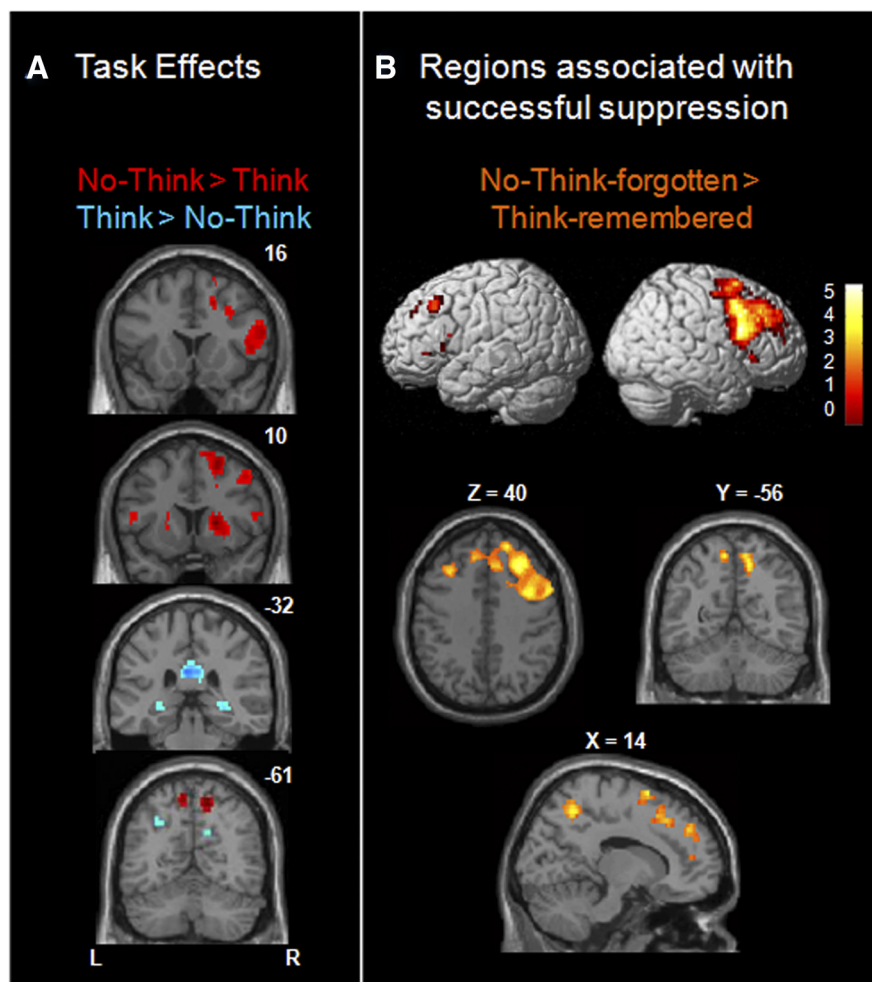 A Task Effects
No-Think > Think
Think > No-Think
16
10
-32
-61
L R
B Regions associated with
successful suppression
No-Think-forgotten >
Think-remembered
5
4
3
2
1
0
Z = 40
Y = -56
X = 14